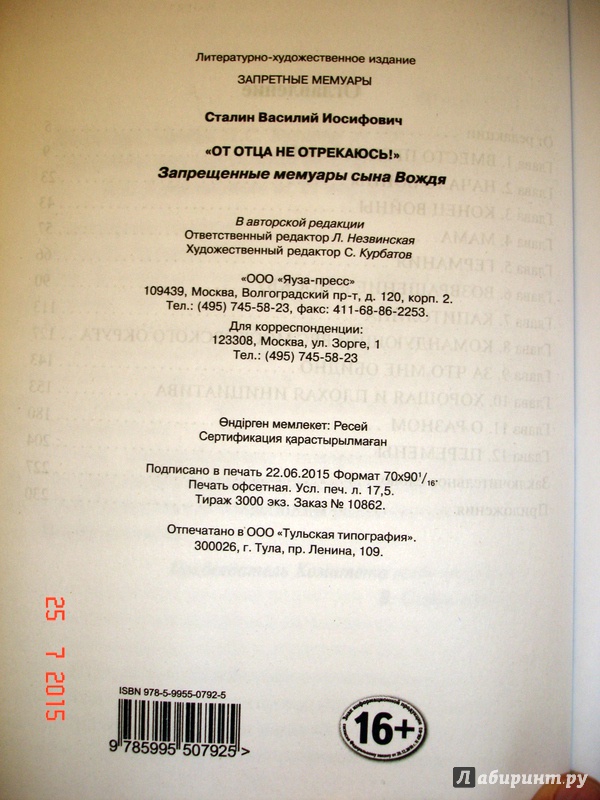 Литературно-художественное издание
ЗАПРЕТНЫЕ МЕМУАРЫ
Сталин Василий Иосифович
«ОТ ОТЦА НЕ ОТРЕКАЮСЬ!»
Запрещенные мемуары сына Вождя
В авторской редакции
Ответственный редактор Л. Незвинская
Художественный редактор С. Курбатов
«ООО «Яуза-пресс»
109439, Москва, Волгоградский пр-т, д. 120, корп. 2.
Тел.: (495) 745-58-23, факс: 411-68-86-2253.
Для корреспонденции:
123308, Москва, ул. Зорге, 1
Тел.: (495) 745-58-23
Өндірген мемлекет: Ресей
Сертификация қарастырылмаған
Подписано в печать 22.06.2015 Формат 70x90 1/16.
Печать офсетная. Усл. печ. л. 17,5.
Тираж 3000 экз. Заказ № 10862.
Отпечатано в ООО «Тульская типография».
300026, г. Тула, пр. Ленина, 109.
25 7 2015
ISBN 978-5-9955-0792-5
9 785995 507925 >
16+
Лабиринт.ру